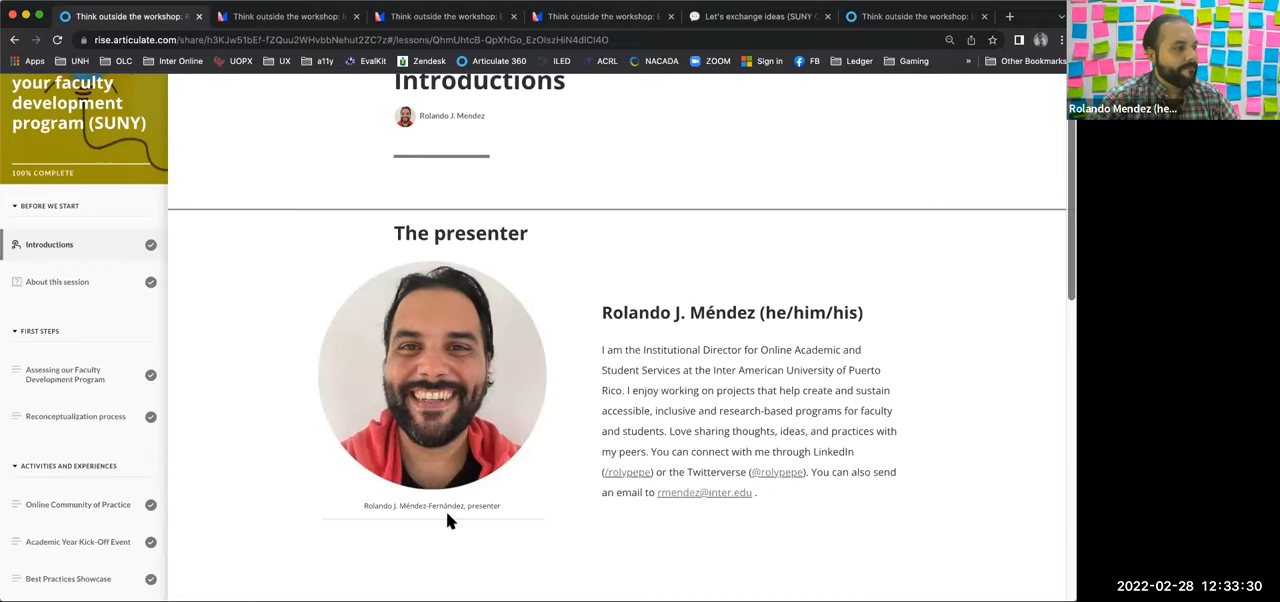 Think outside the workshop: R
Think outside the workshop: I
Think outside the workshop: I
Think outside the workshop: E
Let's exchange ideas (SUNY C
Think outside the workshop: R
rise.articulate.com/share/h3KJw51bEf-fZQuu2WHvbbNehut2ZC7z#/lessons/QhmUhtcB-QpXhGo_EzOIszHiN4dICI4O
Apps UNH OLC Inter Online UOPX UX a11y EvalKit Zendesk Articulate 360 ILED ACRL NACADA ZOOM Sign in FB Ledger Gaming » Other Bookmarks
Rolando Mendez (he...
your faculty
development
program (SUNY)
100% COMPLETE
BEFORE WE START
Introductions
About this session
FIRST STEPS
Assessing our Faculty
Development Program
Reconceptualization process
ACTIVITIES AND EXPERIENCES
Online Community of Practice
Academic Year Kick-Off Event
Best Practices Showcase
Introductions
Rolando J. Mendez
The presenter
Rolando J. Méndez-Fernández, presenter
Rolando J. Méndez (he/him/his)
I am the Institutional Director for Online Academic and
Student Services at the Inter American University of Puerto
Rico. I enjoy working on projects that help create and sustain
accessible, inclusive and research-based programs for faculty
and students. Love sharing thoughts, ideas, and practices with
my peers. You can connect with me through LinkedIn
(/rolypepe) or the Twitterverse (@rolypepe). You can also send
an email to rmendez@inter.edu .
2022-02-28 12:33:30